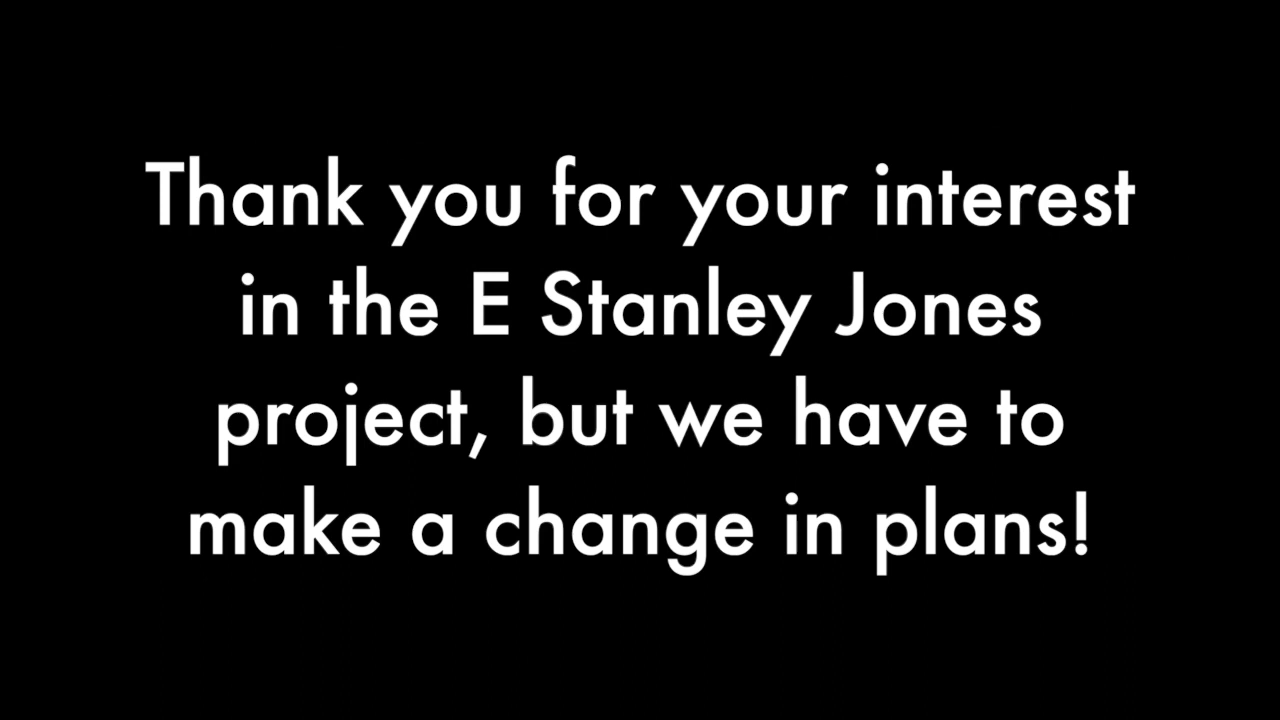 Thank you for your interest
in the E Stanley Jones
project, but we have to
make a change in plans!